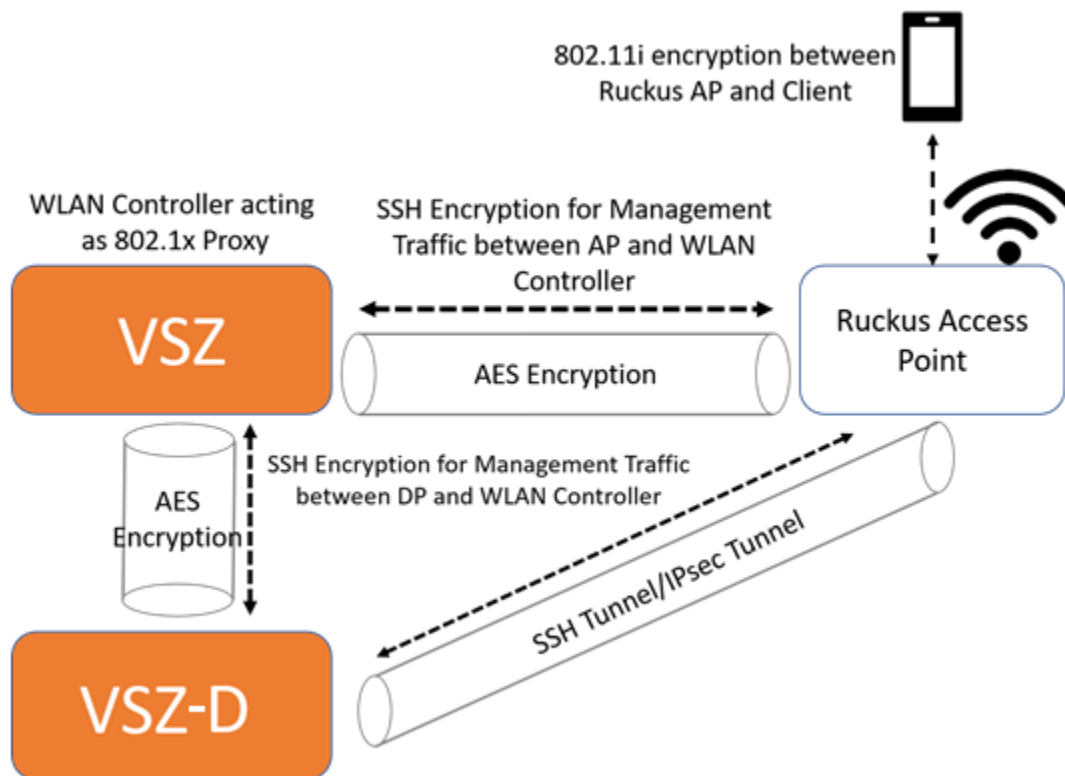 802.11i encryption between
Ruckus AP and Client
WLAN Controller acting
as 802.1x Proxy
SSH Encryption for Management
Traffic between AP and WLAN
Controller
VSZ
AES Encryption
Ruckus Access
Point
AES
Encryption
SSH Encryption for Management Traffic
between DP and WLAN Controller
SSH Tunnel/IPsec Tunnel
VSZ-D